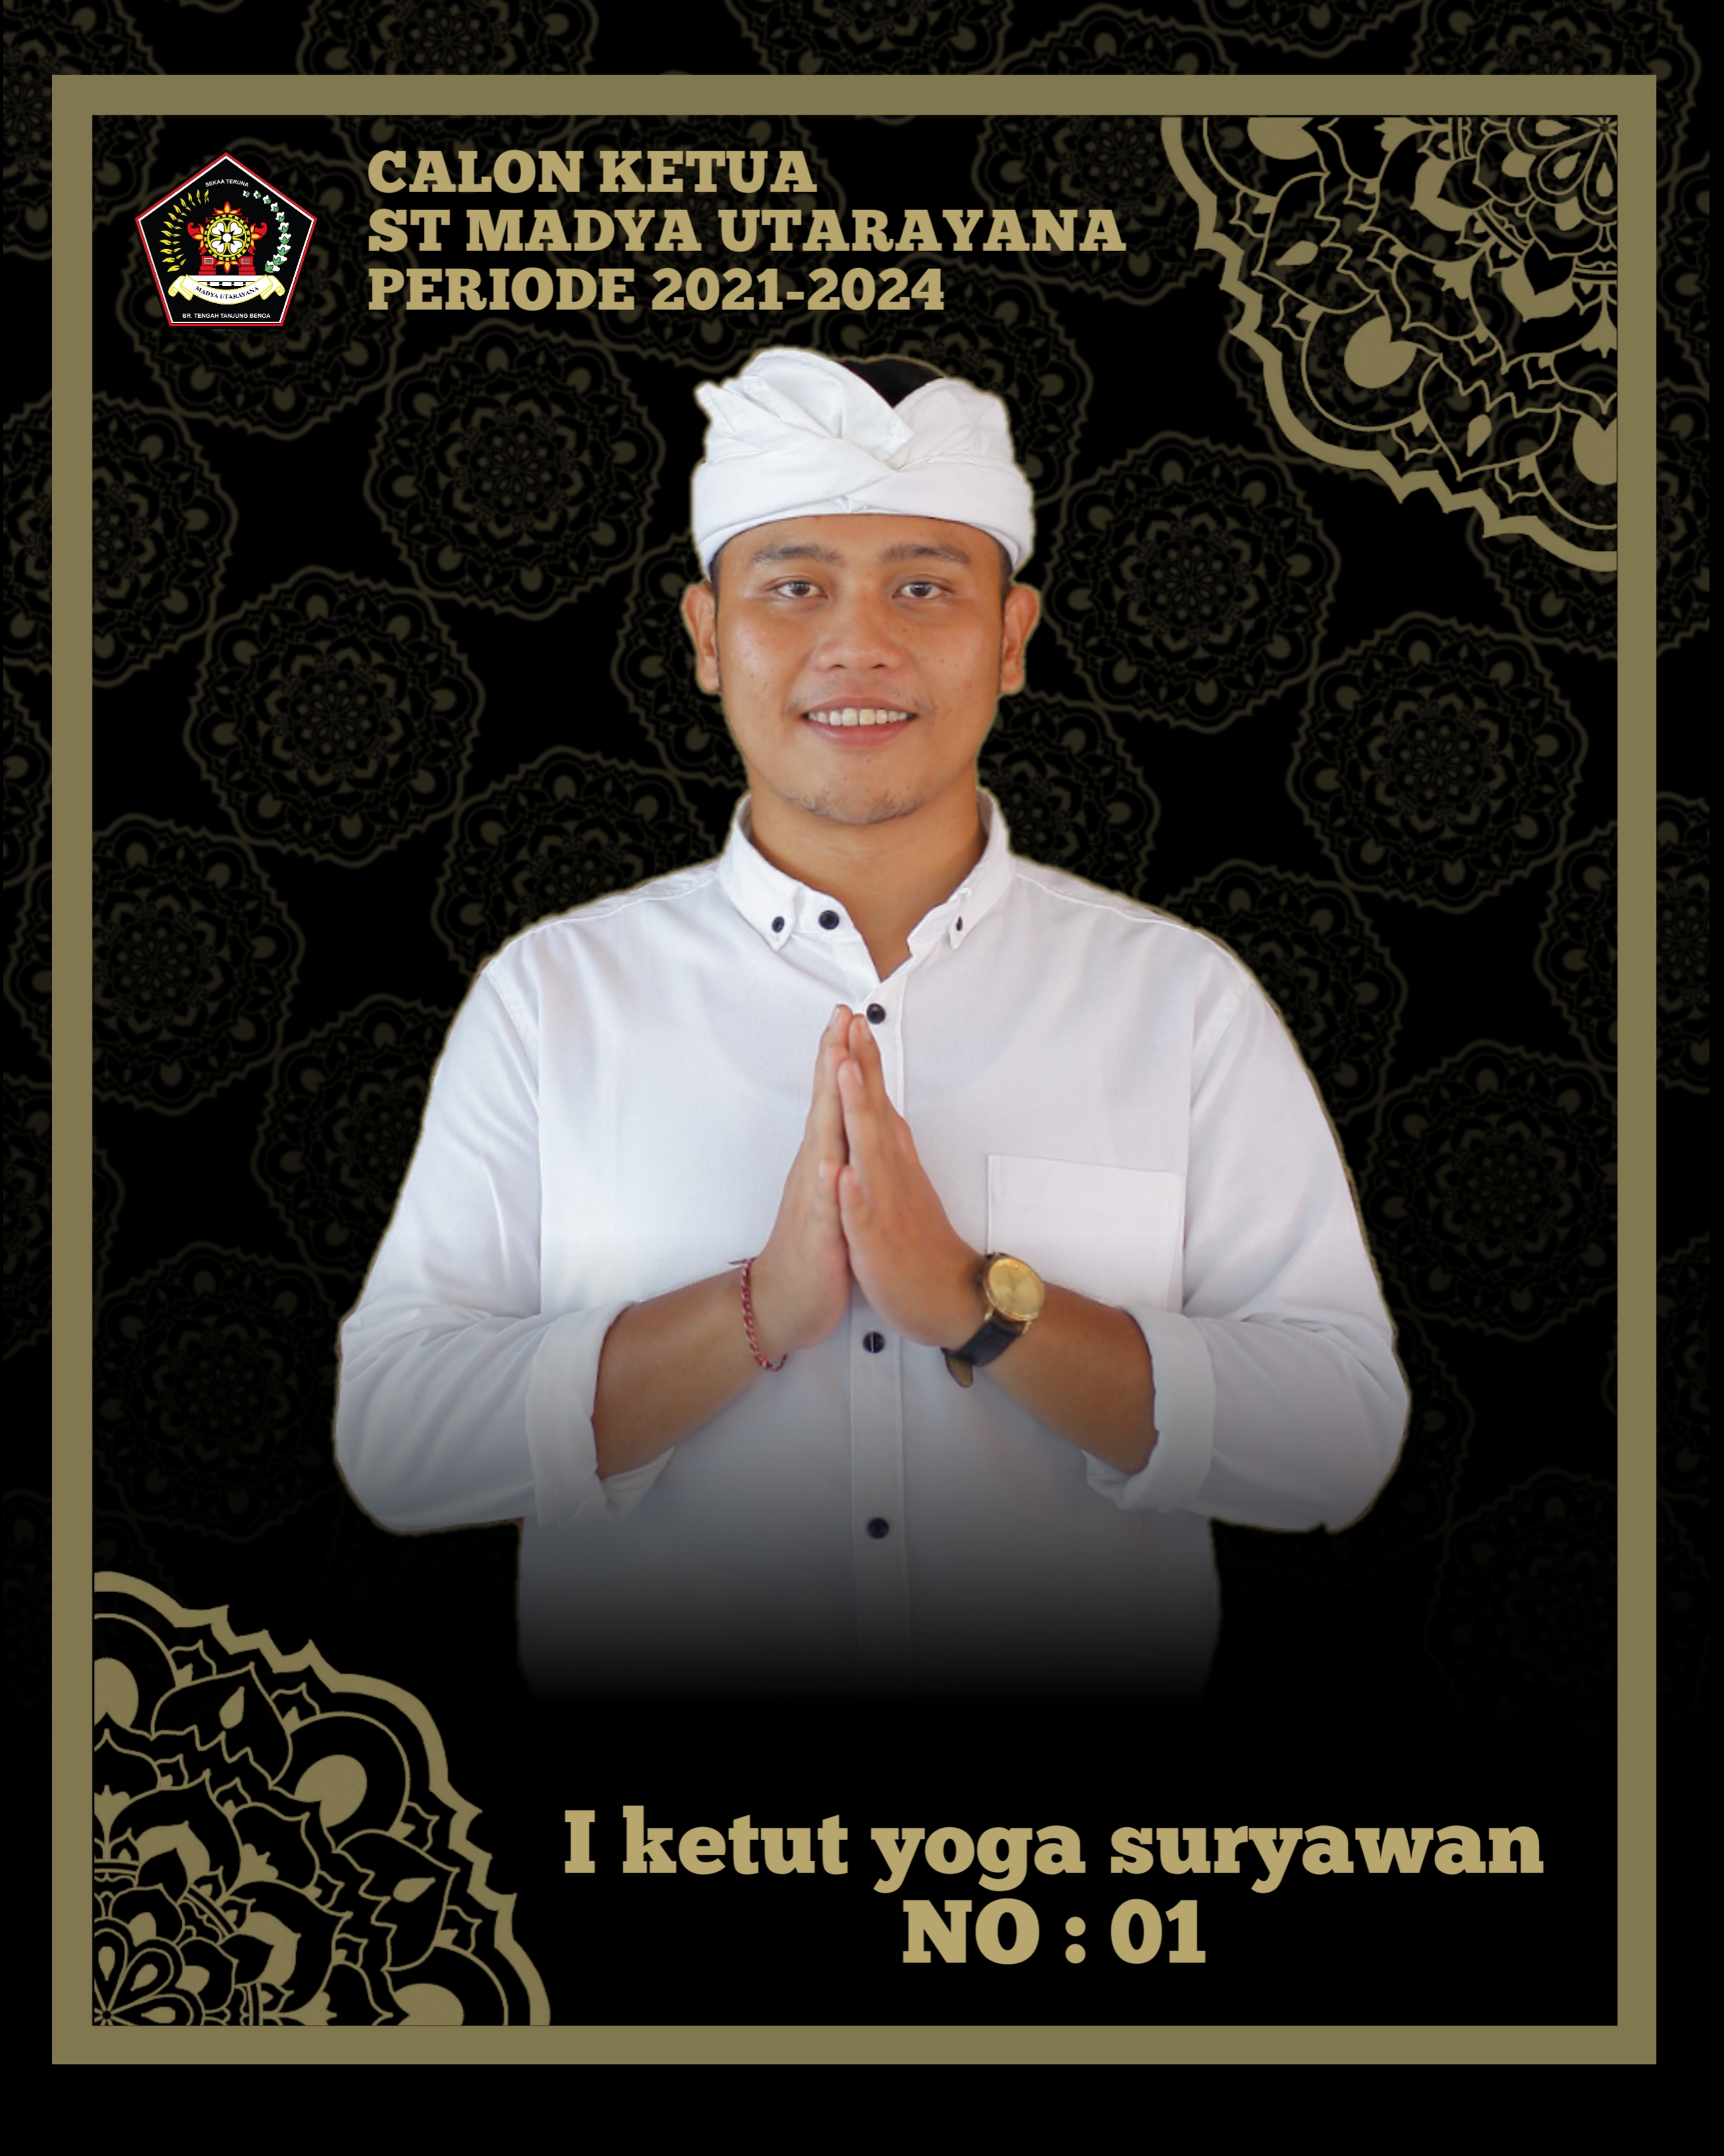 SEKAA TERUNA
MADYA UTARAYANA
BR. TENGAH TANJUNG BENOA
CALON KETUA
ST MADYA UTARAYANA
PERIODE 2021-2024
I ketut yoga suryawan
NO : 01